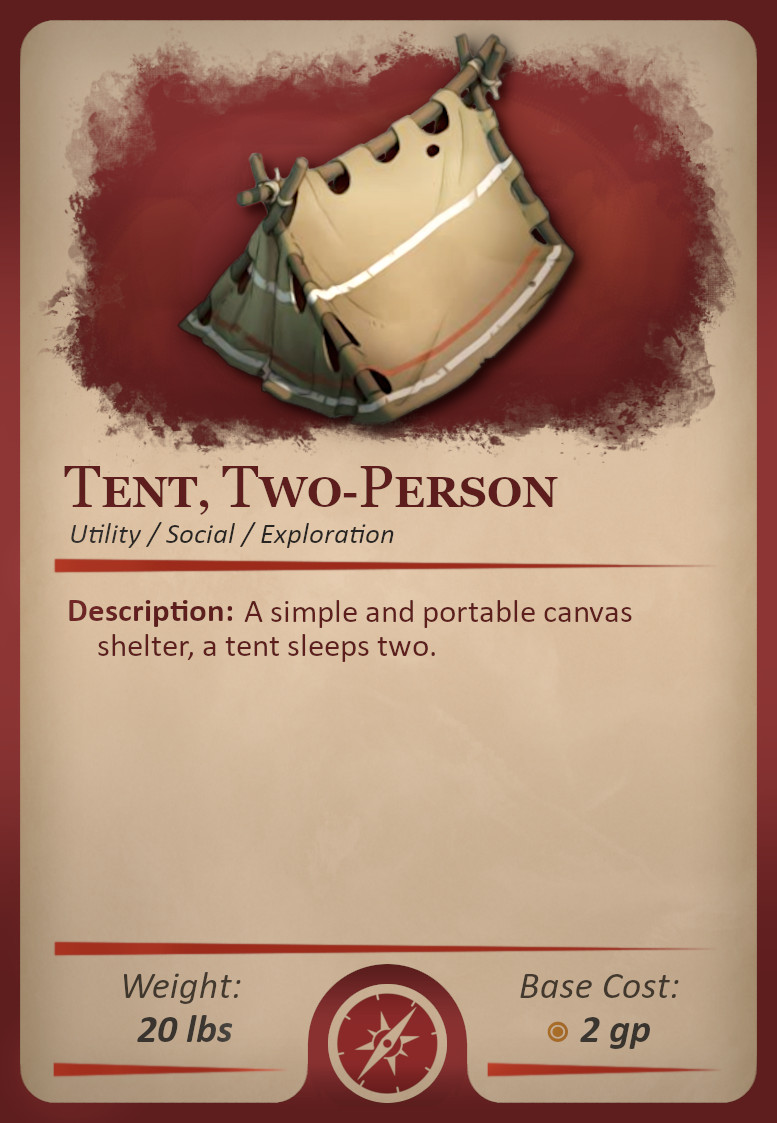 Tent, Two-Person
Utility / Social / Exploration
Description: A simple and portable canvas
shelter, a tent sleeps two.
Weight:
20 lbs
Base Cost:
2 gp